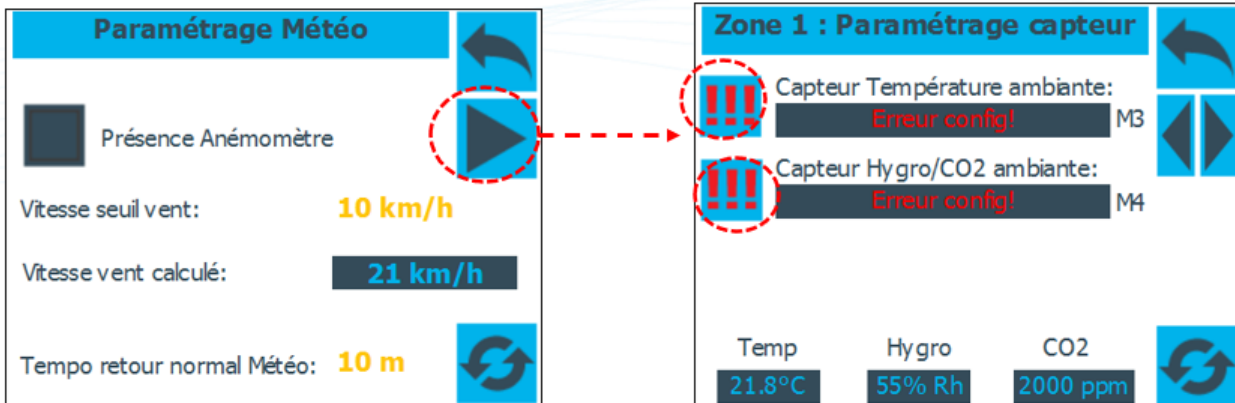 Paramétrage Météo
Présence Anémomètre
Vitesse seuil vent: 10 km/h
Vitesse vent calculé: 21 km/h
Tempo retour normal Météo: 10 m
Zone 1 : Paramétrage capteur
!!! Capteur Température ambiante:
Erreur config! M3
!!! Capteur Hygro/CO2 ambiante:
Erreur config! M4
Temp Hygro CO2
21.8°C 55% Rh 2000 ppm